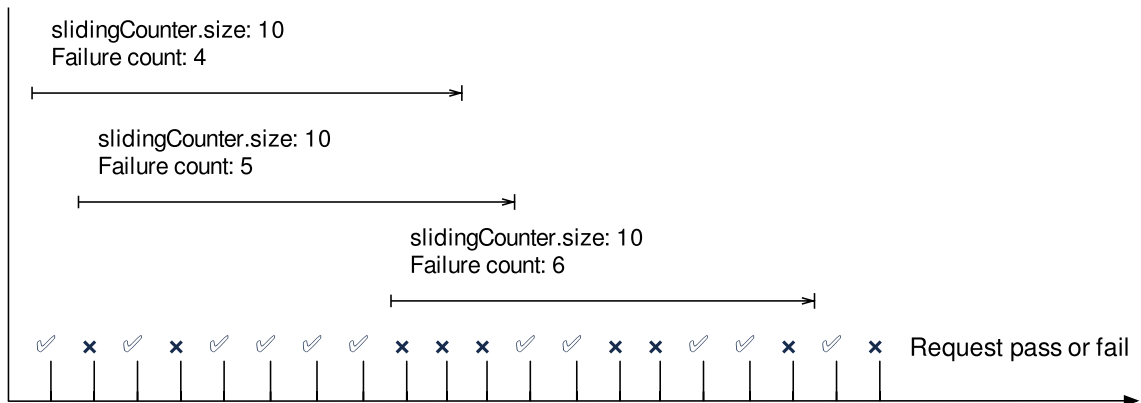 slidingCounter.size: 10
Failure count: 4
slidingCounter.size: 10
Failure count: 5
slidingCounter.size: 10
Failure count: 6
Request pass or fail